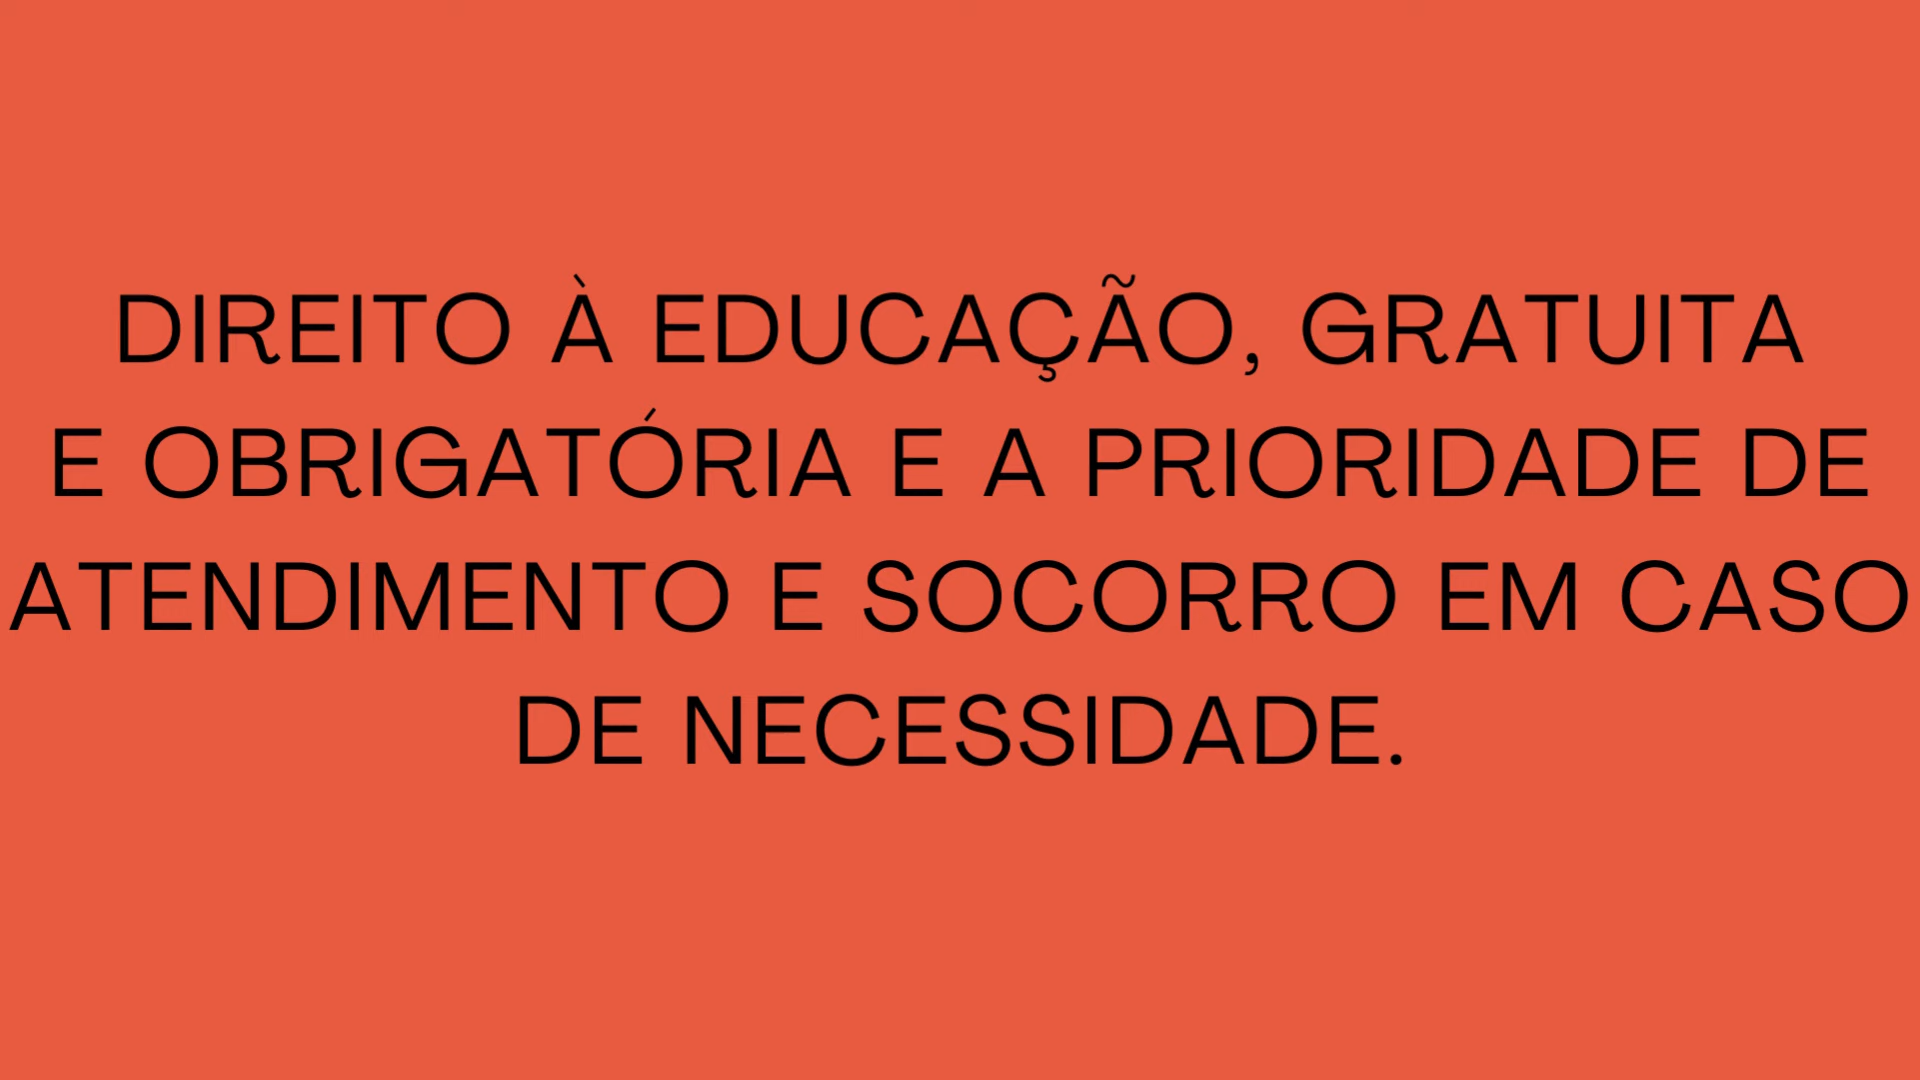 DIREITO À EDUCAÇÃO, GRATUITA
E OBRIGATÓRIA E A PRIORIDADE DE
ATENDIMENTO E SOCORRO EM CASO
DE NECESSIDADE.